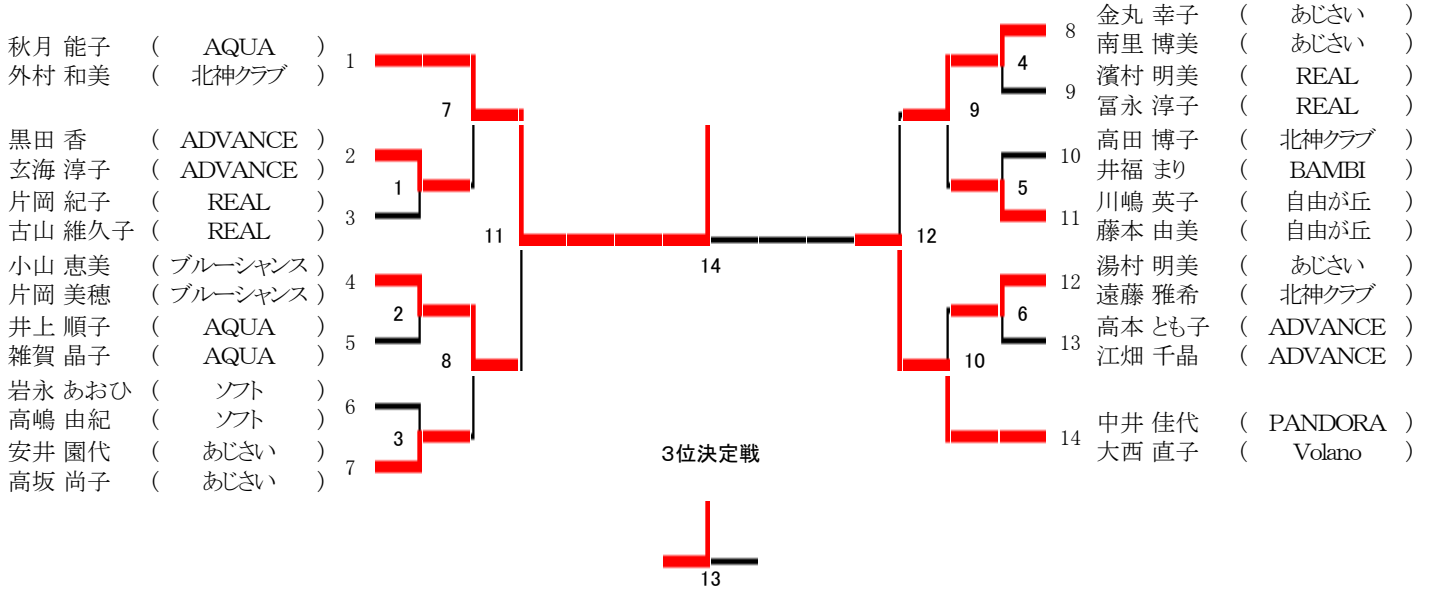 秋月 能子 ( AQUA ) 1
外村 和美 ( 北神クラブ )
黒田 香 ( ADVANCE ) 2
玄海 淳子 ( ADVANCE )
片岡 紀子 ( REAL ) 3
古山 維久子 ( REAL )
小山 恵美 ( ブルーシャンス ) 4
片岡 美穂 ( ブルーシャンス )
井上 順子 ( AQUA ) 5
雑賀 晶子 ( AQUA )
岩永 あおひ ( ソフト ) 6
高嶋 由紀 ( ソフト )
安井 園代 ( あじさい ) 7
高坂 尚子 ( あじさい )
7
1
11
2
8
3
14
3位決定戦
13
4
9
5
12
6
10
8 金丸 幸子 ( あじさい )
南里 博美 ( あじさい )
9 濱村 明美 ( REAL )
冨永 淳子 ( REAL )
10 高田 博子 ( 北神クラブ )
井福 まり ( BAMBI )
11 川嶋 英子 ( 自由が丘 )
藤本 由美 ( 自由が丘 )
12 湯村 明美 ( あじさい )
遠藤 雅希 ( 北神クラブ )
13 高本 とも子 ( ADVANCE )
江畑 千晶 ( ADVANCE )
14 中井 佳代 ( PANDORA )
大西 直子 ( Volano )